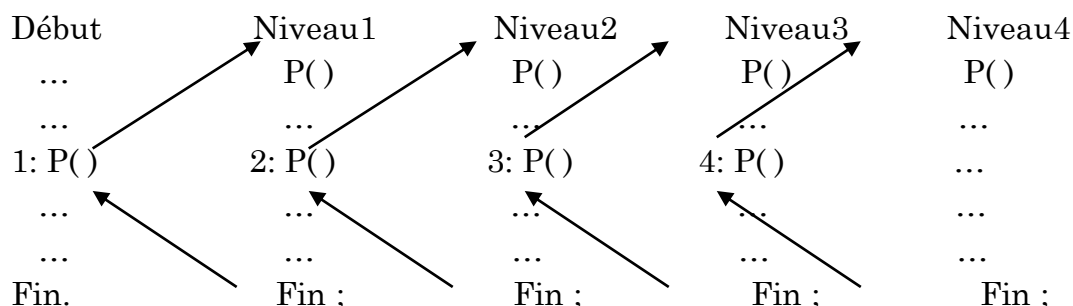 Début Niveau1 Niveau2 Niveau3 Niveau4
... P( ) P( ) P( ) P( )
... ... ... ... ...
1: P( ) 2: P( ) 3: P( ) 4: P( ) ...
... ... ... ... ...
... ... ... ... ...
Fin. Fin ; Fin ; Fin ; Fin ;